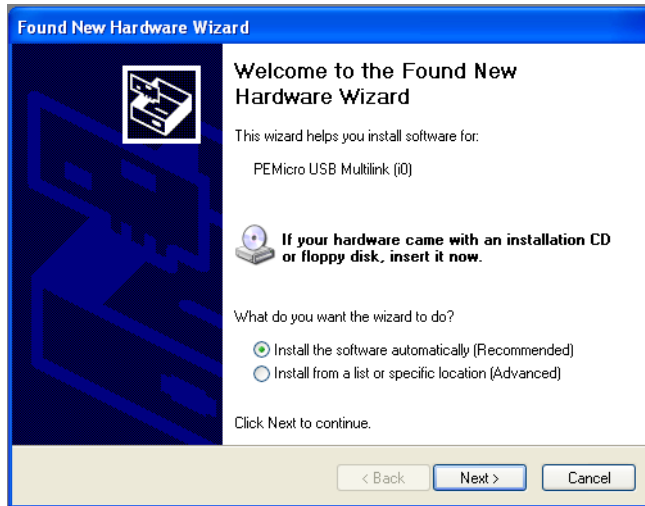 Found New Hardware Wizard
Welcome to the Found New
Hardware Wizard
This wizard helps you install software for:
PEMicro USB Multilink (i0)
If your hardware came with an installation CD
or floppy disk, insert it now.
What do you want the wizard to do?
Install the software automatically (Recommended)
Install from a list or specific location (Advanced)
Click Next to continue.
< Back
Next >
Cancel